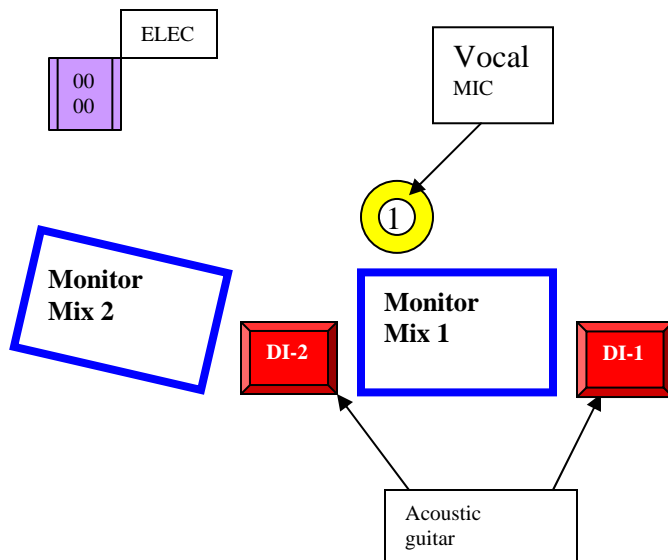 ELEC
00
00
Vocal
MIC
1
Monitor
Mix 2
Monitor
Mix 1
DI-2
DI-1
Acoustic
guitar